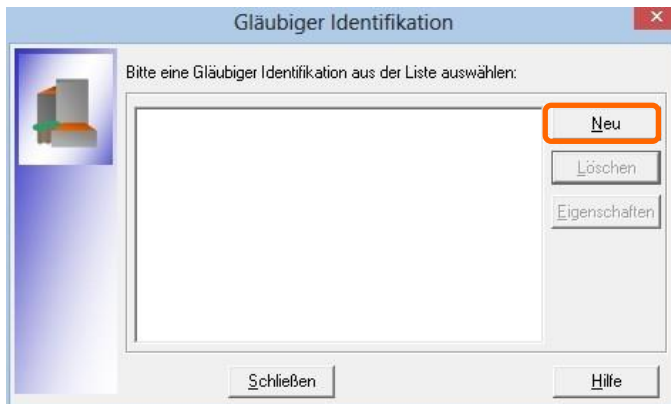 Gläubiger Identifikation
Bitte eine Gläubiger Identifikation aus der Liste auswählen:
Neu
Löschen
Eigenschaften
Schließen
Hilfe